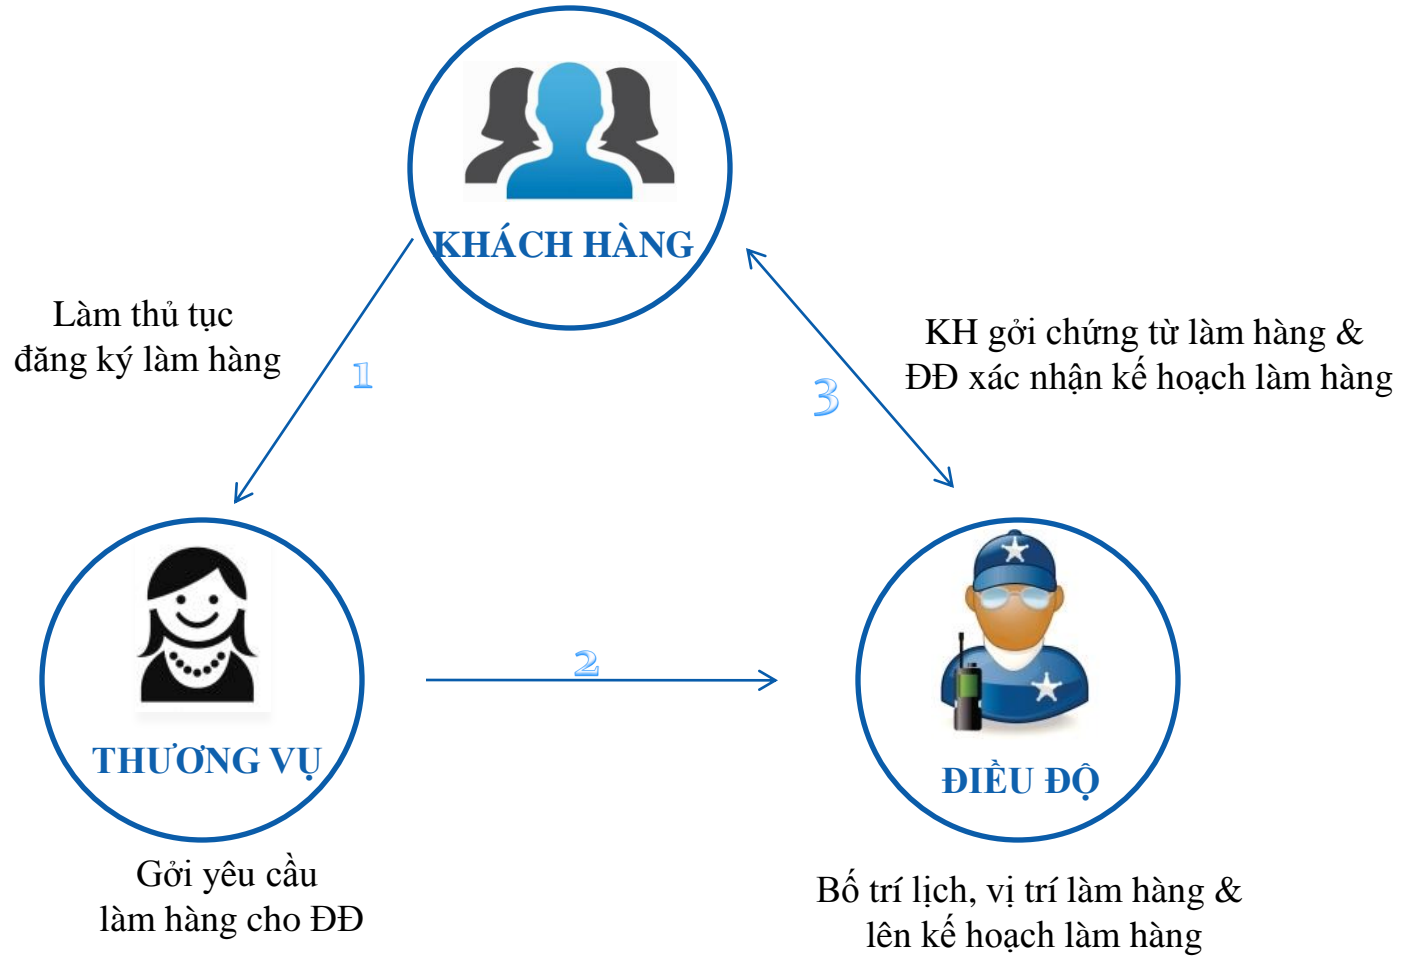 KHÁCH HÀNG
Làm thủ tục
đăng ký làm hàng
1
KH gởi chứng từ làm hàng &
ĐĐ xác nhận kế hoạch làm hàng
3
2
THƯƠNG VỤ
ĐIỀU ĐỘ
Gởi yêu cầu
làm hàng cho ĐĐ
Bố trí lịch, vị trí làm hàng &
lên kế hoạch làm hàng